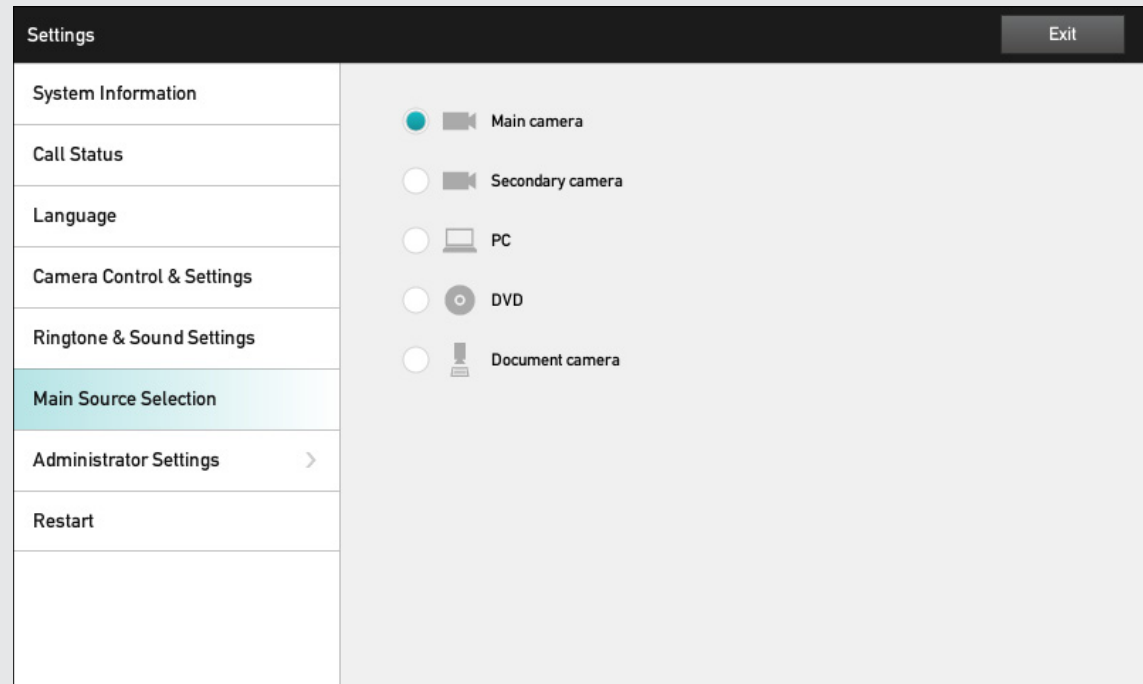 Settings
Exit
System Information
Call Status
Language
Camera Control & Settings
Ringtone & Sound Settings
Main Source Selection
Administrator Settings
Restart
Main camera
Secondary camera
PC
DVD
Document camera